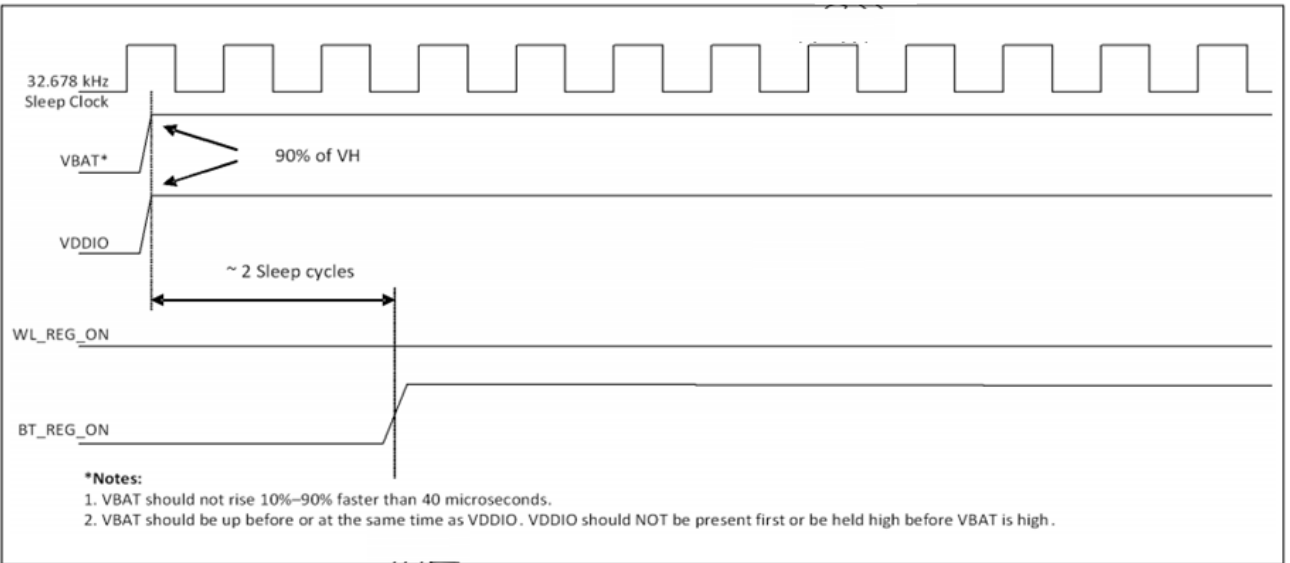 32.678 kHz
Sleep Clock
VBAT*
90% of VH
VDDIO
~ 2 Sleep cycles
WL_REG_ON
BT_REG_ON
*Notes:
1. VBAT should not rise 10%–90% faster than 40 microseconds.
2. VBAT should be up before or at the same time as VDDIO. VDDIO should NOT be present first or be held high before VBAT is high.